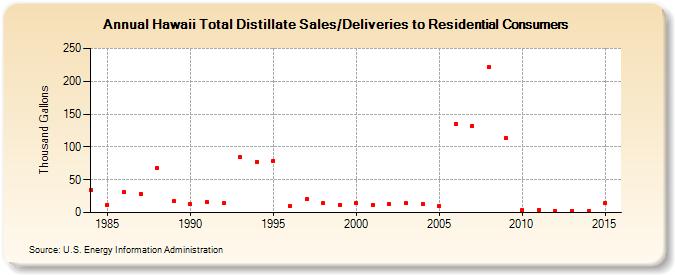 Annual Hawaii Total Distillate Sales/Deliveries to Residential Consumers
Thousand Gallons
250
200
150
100
50
0
1985 1990 1995 2000 2005 2010 2015
Source: U.S. Energy Information Administration